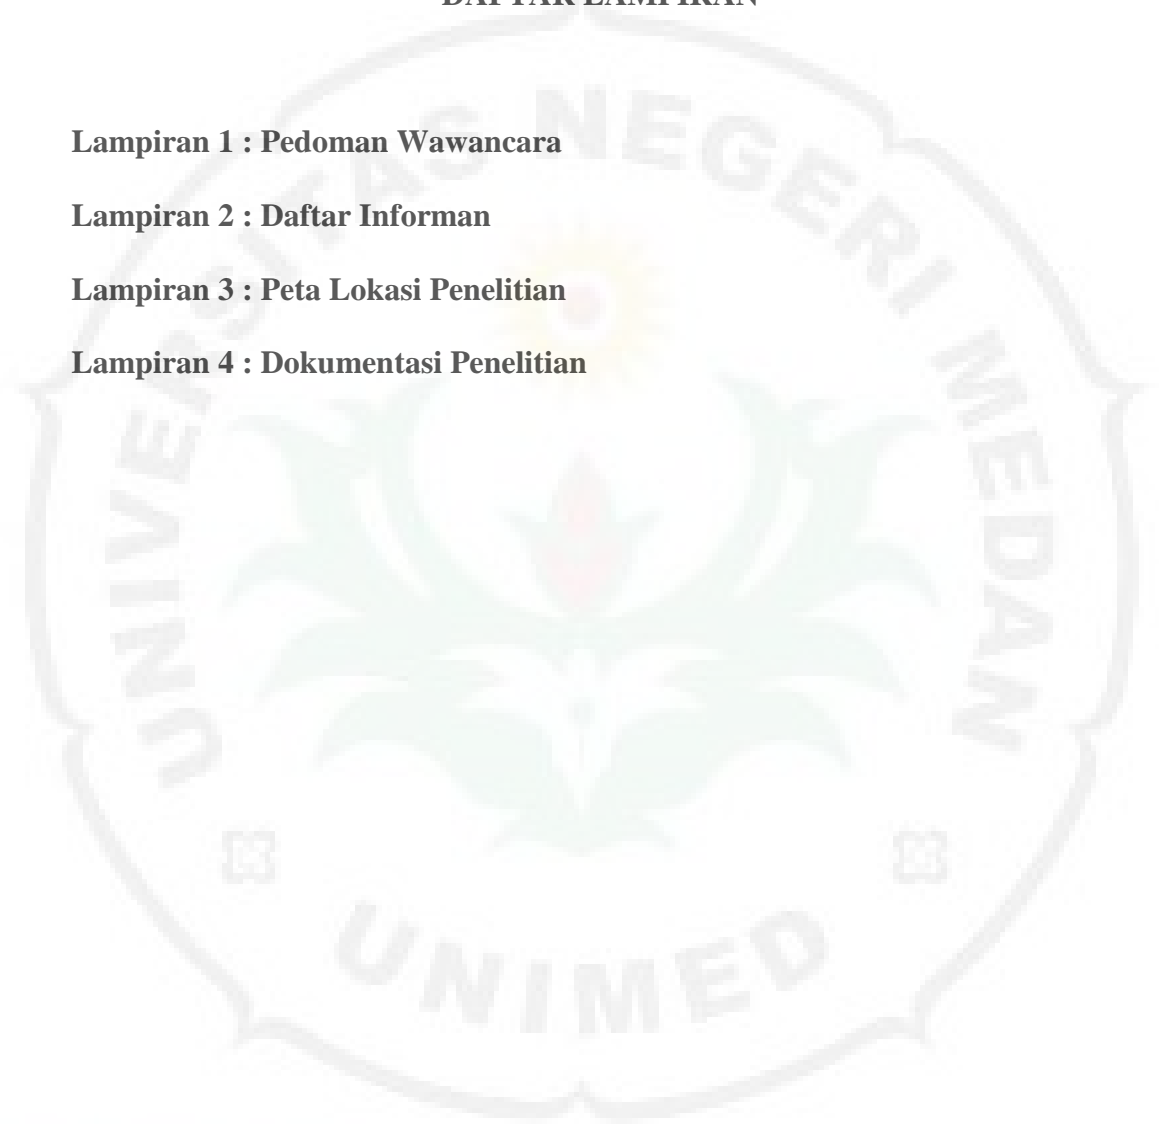 DAFTAR LAMPIRAN
Lampiran 1 : Pedoman Wawancara
Lampiran 2 : Daftar Informan
Lampiran 3 : Peta Lokasi Penelitian
Lampiran 4 : Dokumentasi Penelitian
UNIVERSITAS NEGERI MEDAN
UNIMED